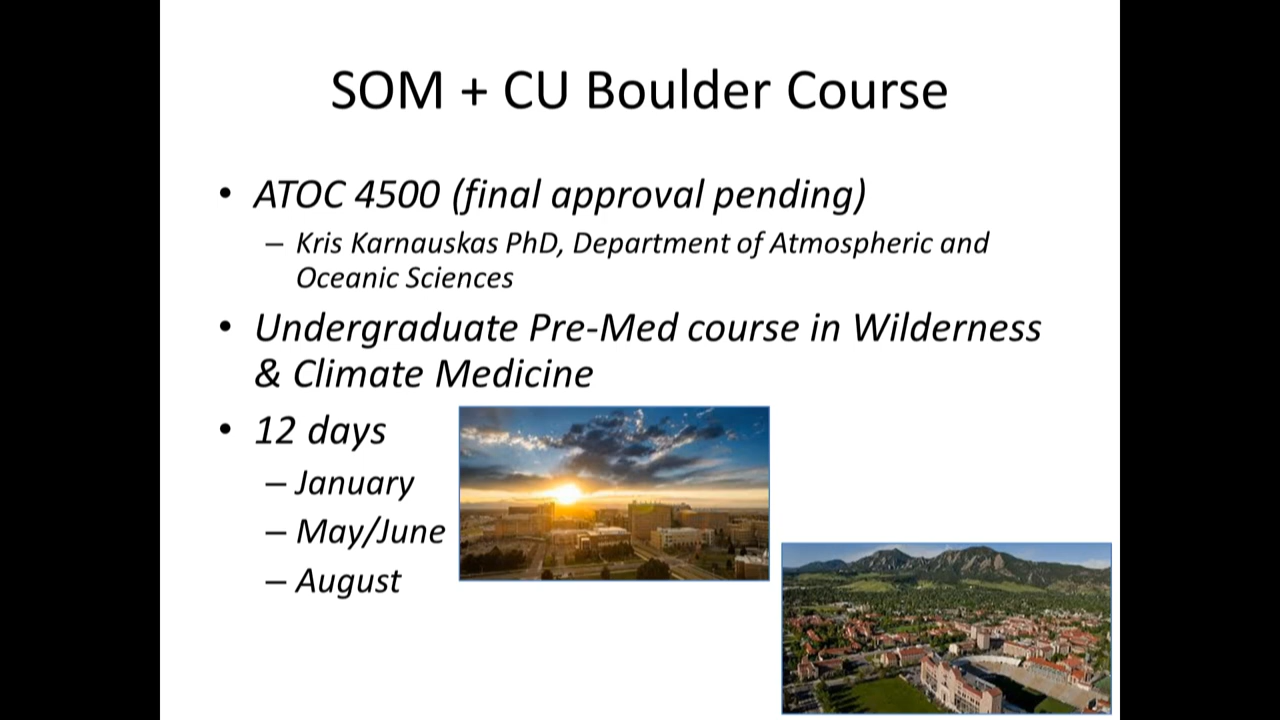 SOM + CU Boulder Course
• ATOC 4500 (final approval pending)
– Kris Karnauskas PhD, Department of Atmospheric and
Oceanic Sciences
• Undergraduate Pre-Med course in Wilderness
& Climate Medicine
• 12 days
– January
– May/June
– August